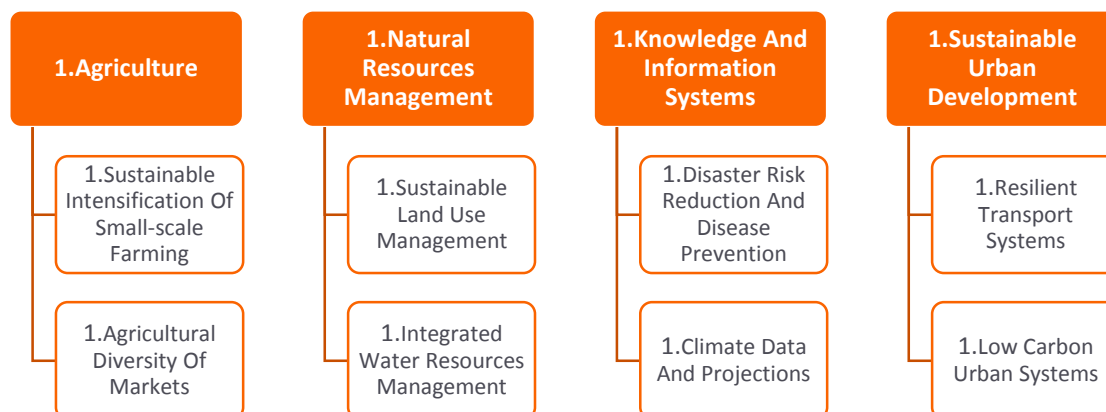 1.Agriculture
1.Sustainable
Intensification Of
Small-scale
Farming
1.Agricultural
Diversity Of
Markets
1.Natural
Resources
Management
1.Sustainable
Land Use
Management
1.Integrated
Water Resources
Management
1.Knowledge And
Information
Systems
1.Disaster Risk
Reduction And
Disease
Prevention
1.Climate Data
And Projections
1.Sustainable
Urban
Development
1.Resilient
Transport
Systems
1.Low Carbon
Urban Systems